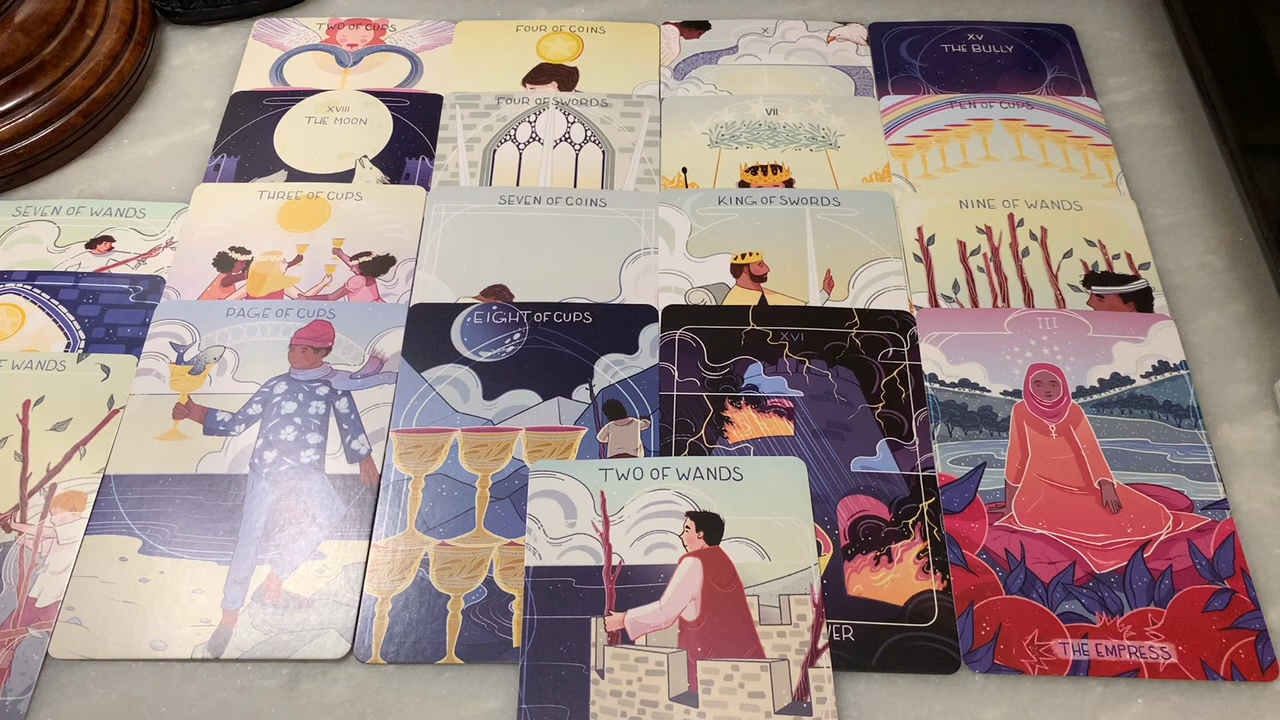 TWO OF CUPS
FOUR OF COINS
X
XV
THE BULLY
XVIII
THE MOON
FOUR OF SWORDS
VII
TEN OF CUPS
SEVEN OF WANDS
THREE OF CUPS
SEVEN OF COINS
KING OF SWORDS
NINE OF WANDS
OF WANDS
PAGE OF CUPS
EIGHT OF CUPS
XVI
III
TWO OF WANDS
WER
THE EMPRESS